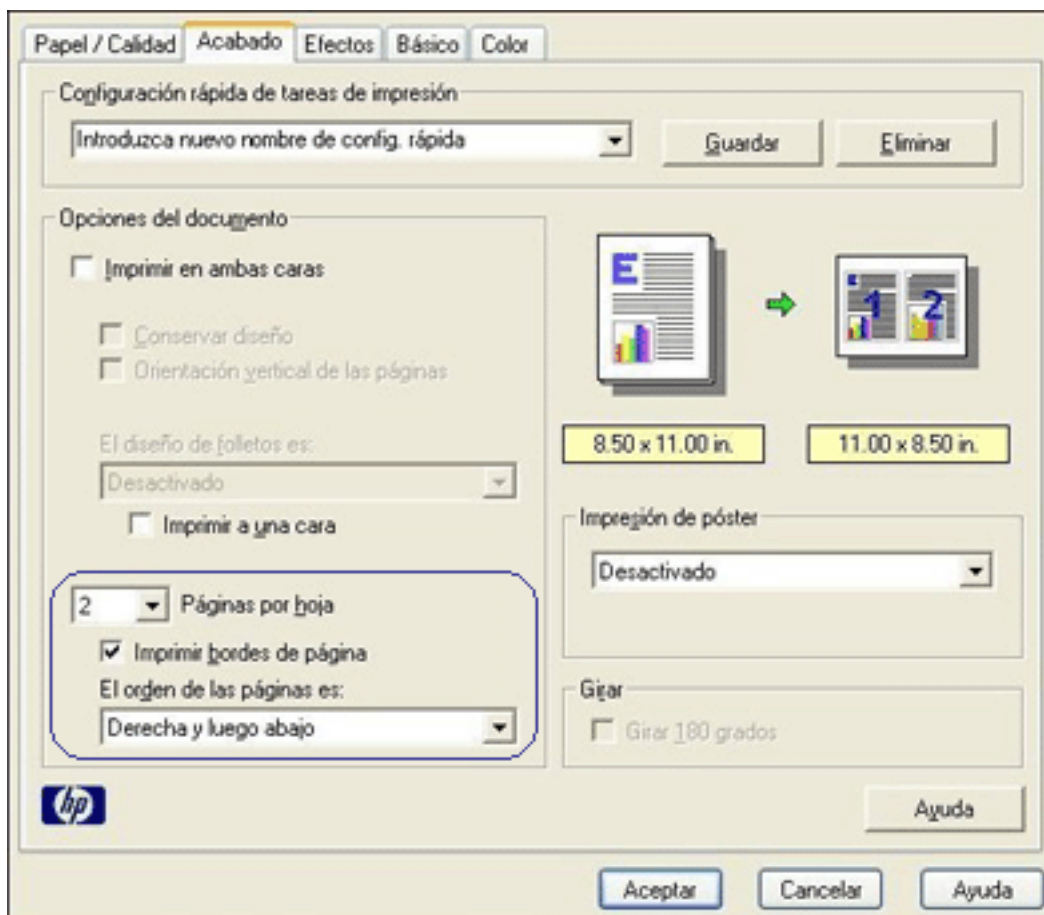 Papel / Calidad Acabado Efectos Básico Color
Configuración rápida de tareas de impresión
Introduzca nuevo nombre de config. rápida Guardar Eliminar
Opciones del documento
Imprimir en ambas caras
Conservar diseño
Orientación vertical de las páginas
El diseño de folletos es:
Desactivado
Imprimir a una cara
2 Páginas por hoja
Imprimir bordes de página
El orden de las páginas es:
Derecha y luego abajo
E
1 2
8.50 x 11.00 in. 11.00 x 8.50 in.
Impresión de póster
Desactivado
Girar
Girar 180 grados
hp
Ayuda
Aceptar Cancelar Ayuda